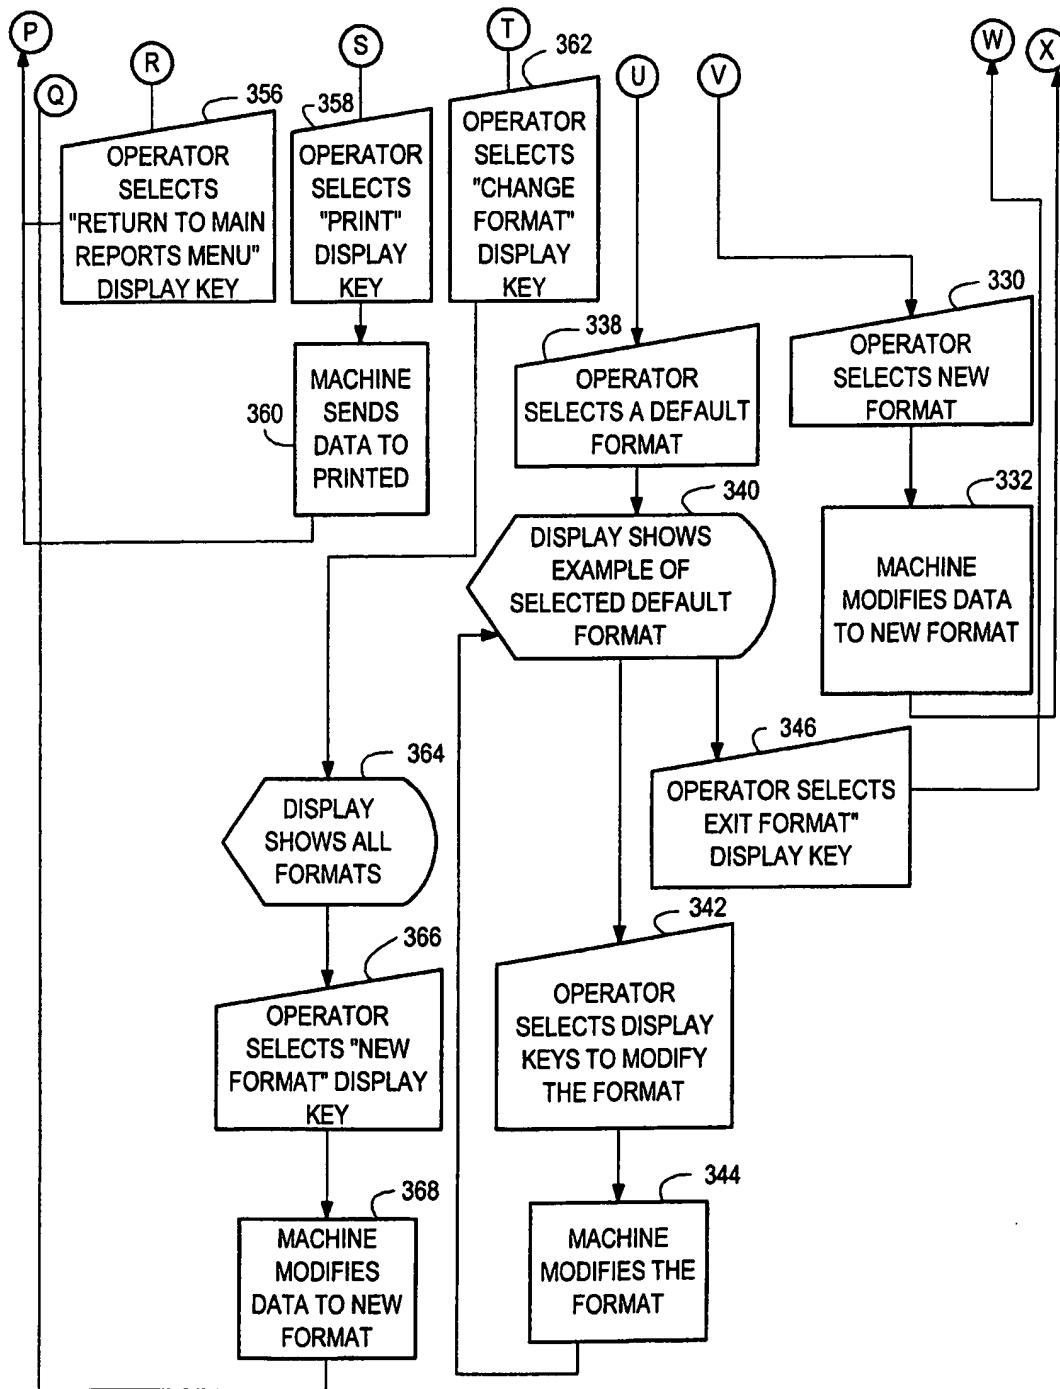 P
R
S
T
362
W
X
Q
U
V
356
OPERATOR
SELECTS
"RETURN TO MAIN
REPORTS MENU"
DISPLAY KEY
358
OPERATOR
SELECTS
"PRINT"
DISPLAY
KEY
OPERATOR
SELECTS
"CHANGE
FORMAT"
DISPLAY
KEY
330
OPERATOR
SELECTS NEW
FORMAT
338
OPERATOR
SELECTS A DEFAULT
FORMAT
360
MACHINE
SENDS
DATA TO
PRINTED
340
DISPLAY SHOWS
EXAMPLE OF
SELECTED DEFAULT
FORMAT
332
MACHINE
MODIFIES DATA
TO NEW FORMAT
346
OPERATOR SELECTS
EXIT FORMAT"
DISPLAY KEY
364
DISPLAY
SHOWS ALL
FORMATS
366
OPERATOR
SELECTS "NEW
FORMAT" DISPLAY
KEY
342
OPERATOR
SELECTS DISPLAY
KEYS TO MODIFY
THE FORMAT
368
MACHINE
MODIFIES
DATA TO NEW
FORMAT
344
MACHINE
MODIFIES THE
FORMAT